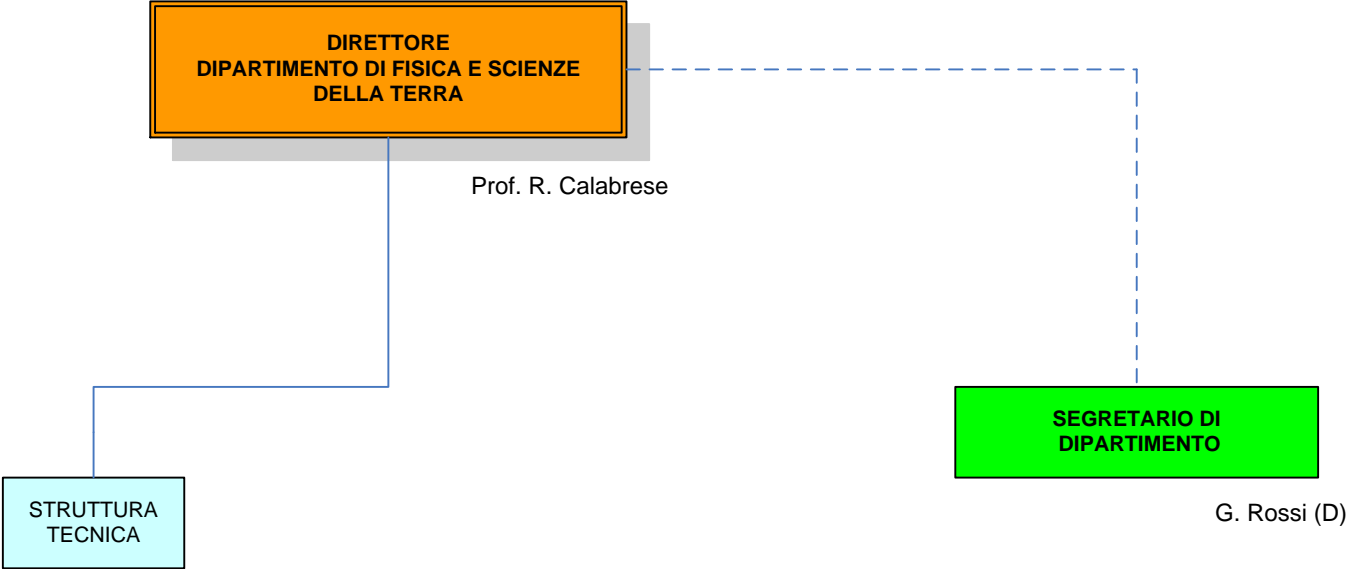 DIRETTORE
DIPARTIMENTO DI FISICA E SCIENZE
DELLA TERRA
Prof. R. Calabrese
SEGRETARIO DI
DIPARTIMENTO
G. Rossi (D)
STRUTTURA
TECNICA